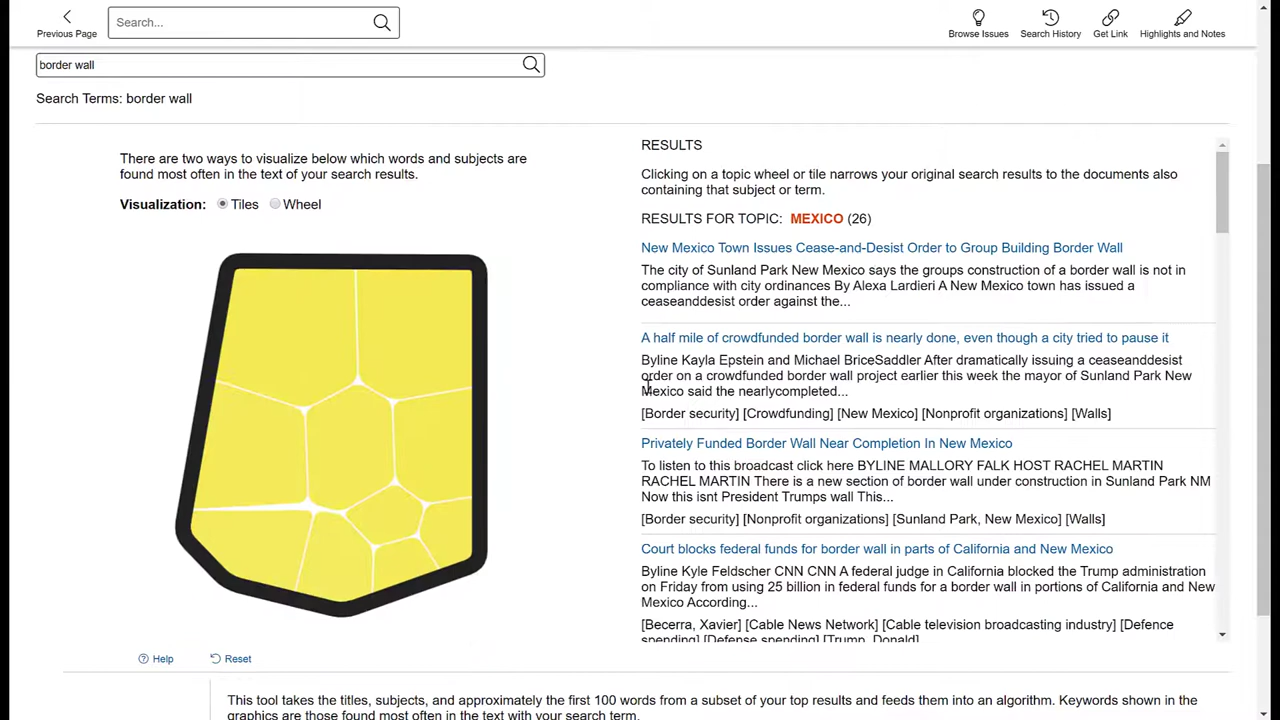 Previous Page
Search...
Browse Issues
Search History
Get Link
Highlights and Notes
border wall
Search Terms: border wall
There are two ways to visualize below which words and subjects are
found most often in the text of your search results.
Visualization: Tiles Wheel
Help
Reset
RESULTS
Clicking on a topic wheel or tile narrows your original search results to the documents also
containing that subject or term.
RESULTS FOR TOPIC: MEXICO (26)
New Mexico Town Issues Cease-and-Desist Order to Group Building Border Wall
The city of Sunland Park New Mexico says the groups construction of a border wall is not in
compliance with city ordinances By Alexa Lardieri A New Mexico town has issued a
ceaseanddesist order against the...
A half mile of crowdfunded border wall is nearly done, even though a city tried to pause it
Byline Kayla Epstein and Michael BriceSaddler After dramatically issuing a ceaseanddesist
order on a crowdfunded border wall project earlier this week the mayor of Sunland Park New
Mexico said the nearlycompleted...
[Border security] [Crowdfunding] [New Mexico] [Nonprofit organizations] [Walls]
Privately Funded Border Wall Near Completion In New Mexico
To listen to this broadcast click here BYLINE MALLORY FALK HOST RACHEL MARTIN
RACHEL MARTIN There is a new section of border wall under construction in Sunland Park NM
Now this isnt President Trumps wall This...
[Border security] [Nonprofit organizations] [Sunland Park, New Mexico] [Walls]
Court blocks federal funds for border wall in parts of California and New Mexico
Byline Kyle Feldscher CNN CNN A federal judge in California blocked the Trump administration
on Friday from using 25 billion in federal funds for a border wall in portions of California and New
Mexico According...
[Becerra, Xavier] [Cable News Network] [Cable television broadcasting industry] [Defence
spending] [Defense spending] [Trump, Donald]
This tool takes the titles, subjects, and approximately the first 100 words from a subset of your top results and feeds them into an algorithm. Keywords shown in the
graphics are those found most often in the text with your search term.